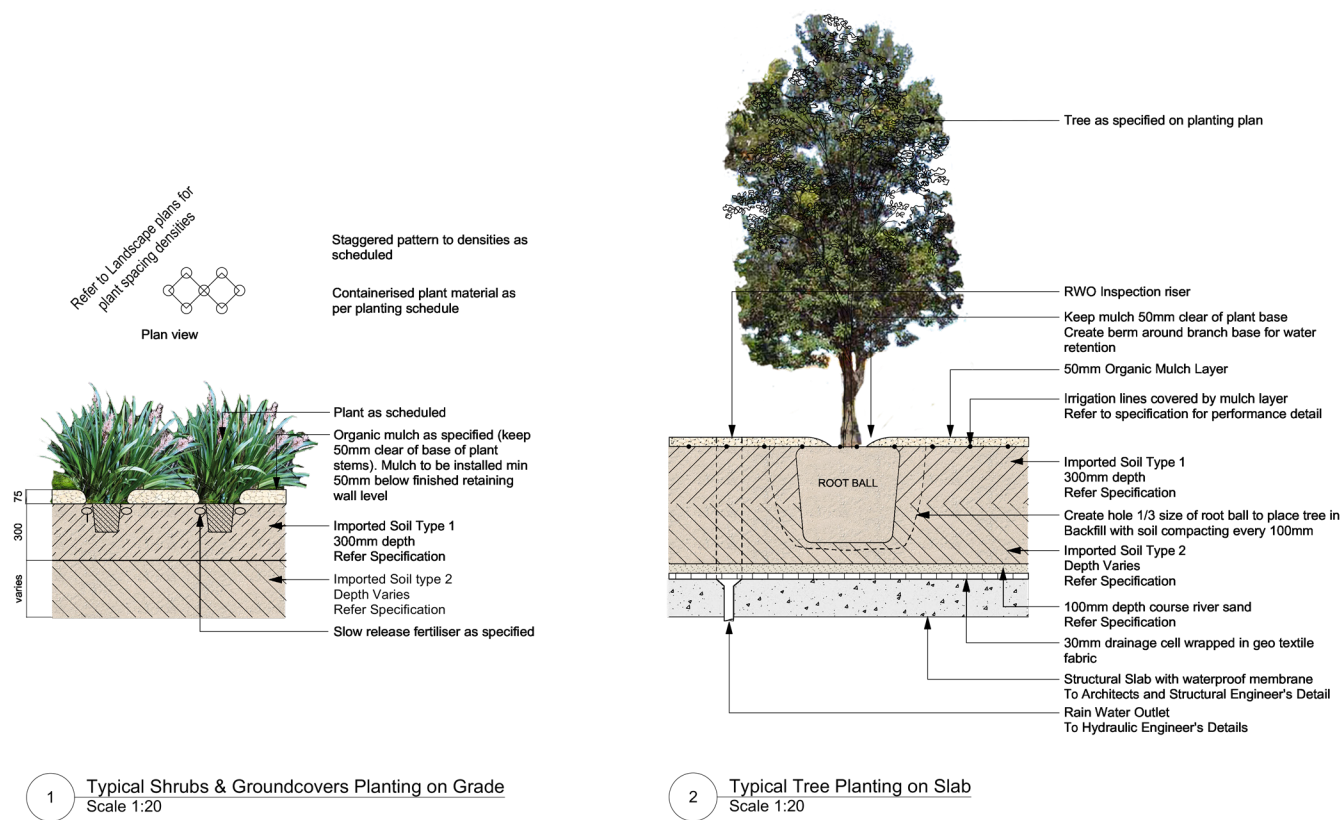 Refer to Landscape plans for
plant spacing densities
Plan view
Staggered pattern to densities as
scheduled
Containerised plant material as
per planting schedule
Plant as scheduled
Organic mulch as specified (keep
50mm clear of base of plant
stems). Mulch to be installed min
50mm below finished retaining
wall level
Imported Soil Type 1
300mm depth
Refer Specification
Imported Soil type 2
Depth Varies
Refer Specification
Slow release fertiliser as specified
75
300
varies
1
Typical Shrubs & Groundcovers Planting on Grade
Scale 1:20
Tree as specified on planting plan
RWO Inspection riser
Keep mulch 50mm clear of plant base
Create berm around branch base for water
retention
50mm Organic Mulch Layer
Irrigation lines covered by mulch layer
Refer to specification for performance detail
ROOT BALL
Imported Soil Type 1
300mm depth
Refer Specification
Create hole 1/3 size of root ball to place tree in
Backfill with soil compacting every 100mm
Imported Soil Type 2
Depth Varies
Refer Specification
100mm depth course river sand
Refer Specification
30mm drainage cell wrapped in geo textile
fabric
Structural Slab with waterproof membrane
To Architects and Structural Engineer's Detail
Rain Water Outlet
To Hydraulic Engineer's Details
2
Typical Tree Planting on Slab
Scale 1:20